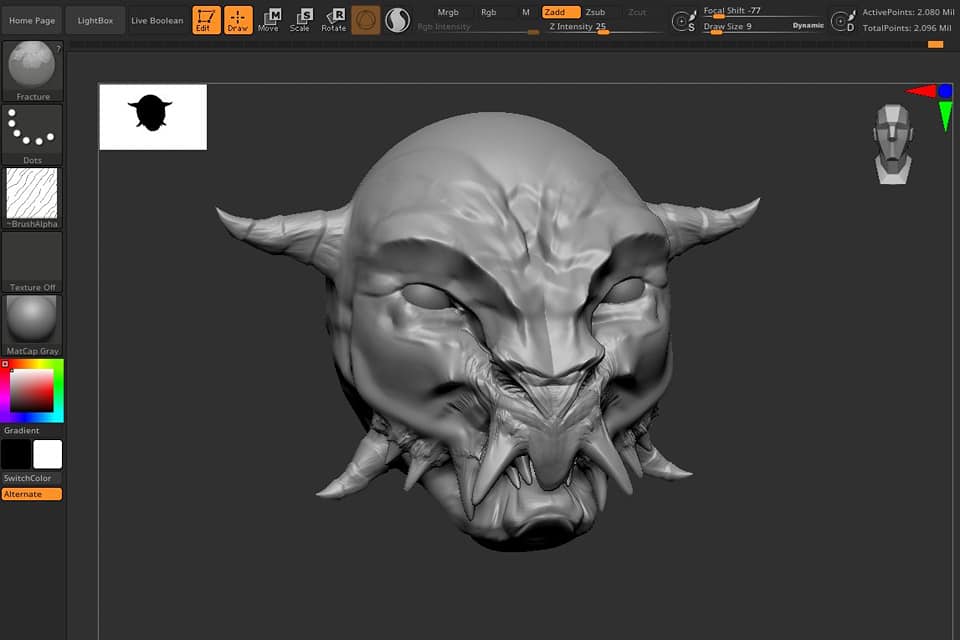 Home Page
LightBox
Live Boolean
Edit
Draw
M
Move
S
Scale
R
Rotate
Mrgb
Rgb
M
Rgb Intensity
Zadd
Zsub
Zcut
Z Intensity 25
S
Focal Shift -77
Draw Size 9
Dynamic
D
ActivePoints: 2.080 Mil
TotalPoints: 2.096 Mil
?
Fracture
Dots
~BrushAlpha
Texture Off
MatCap Gray
Gradient
SwitchColor
Alternate